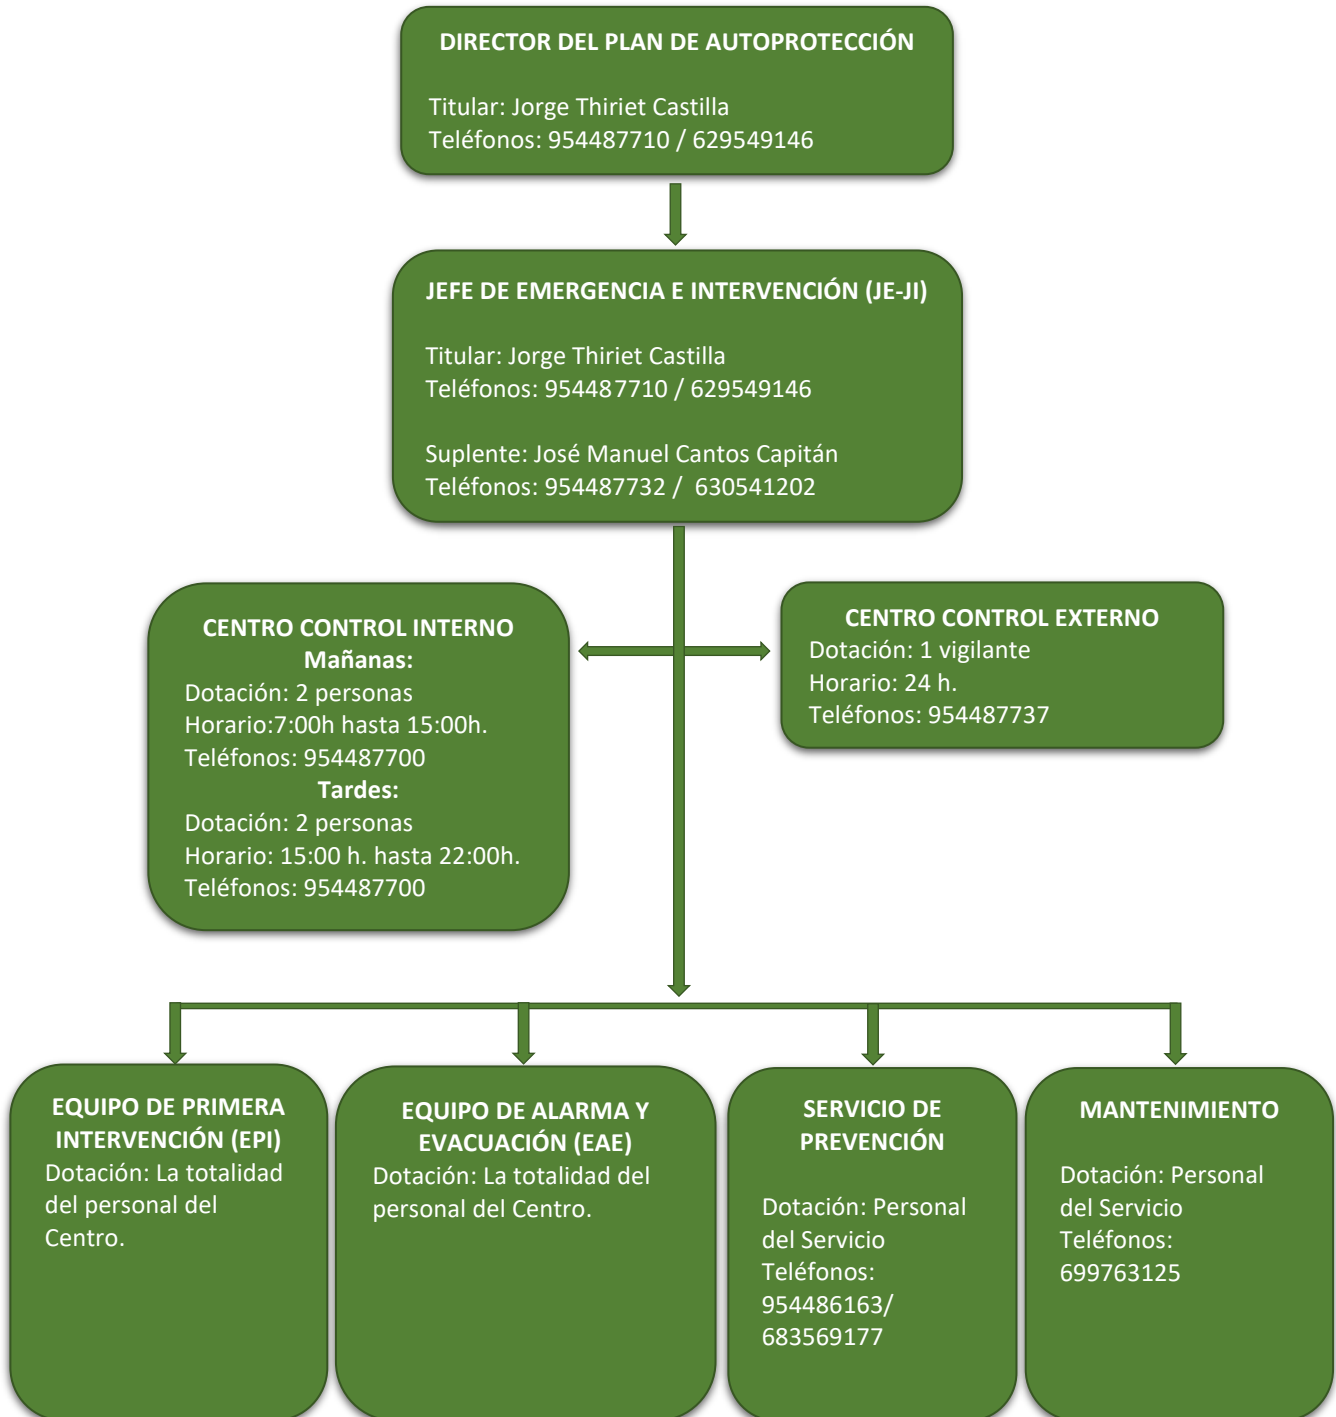 DIRECTOR DEL PLAN DE AUTOPROTECCIÓN
Titular: Jorge Thiriet Castilla
Teléfonos: 954487710 / 629549146
JEFE DE EMERGENCIA E INTERVENCIÓN (JE-JI)
Titular: Jorge Thiriet Castilla
Teléfonos: 954487710 / 629549146
Suplente: José Manuel Cantos Capitán
Teléfonos: 954487732 /  630541202
CENTRO CONTROL INTERNO
Mañanas:
Dotación: 2 personas
Horario:7:00h hasta 15:00h.
Teléfonos: 954487700
Tardes:
Dotación: 2 personas
Horario: 15:00 h. hasta 22:00h.
Teléfonos: 954487700
CENTRO CONTROL EXTERNO
Dotación: 1 vigilante
Horario: 24 h.
Teléfonos: 954487737
EQUIPO DE PRIMERA
INTERVENCIÓN (EPI)
Dotación: La totalidad
del personal del
Centro.
EQUIPO DE ALARMA Y
EVACUACIÓN (EAE)
Dotación: La totalidad del
personal del Centro.
SERVICIO DE
PREVENCIÓN
Dotación: Personal
del Servicio
Teléfonos:
954486163/
683569177
MANTENIMIENTO
Dotación: Personal
del Servicio
Teléfonos:
699763125